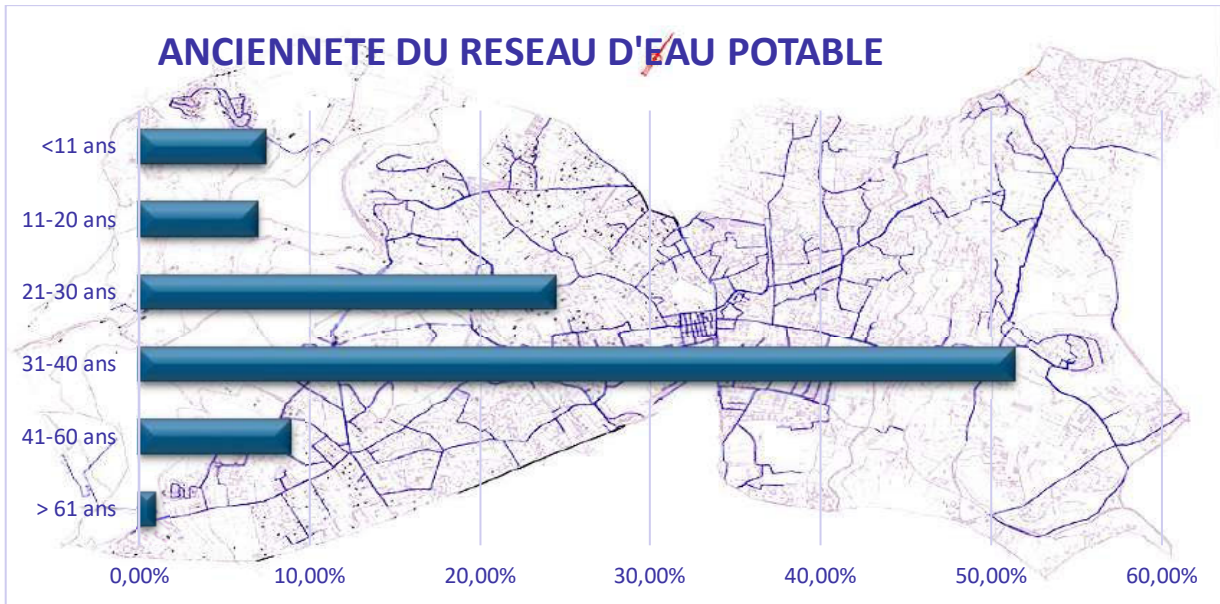 ANCIENNETE DU RESEAU D'EAU POTABLE
<11 ans
11-20 ans
21-30 ans
31-40 ans
41-60 ans
> 61 ans
0,00% 10,00% 20,00% 30,00% 40,00% 50,00% 60,00%